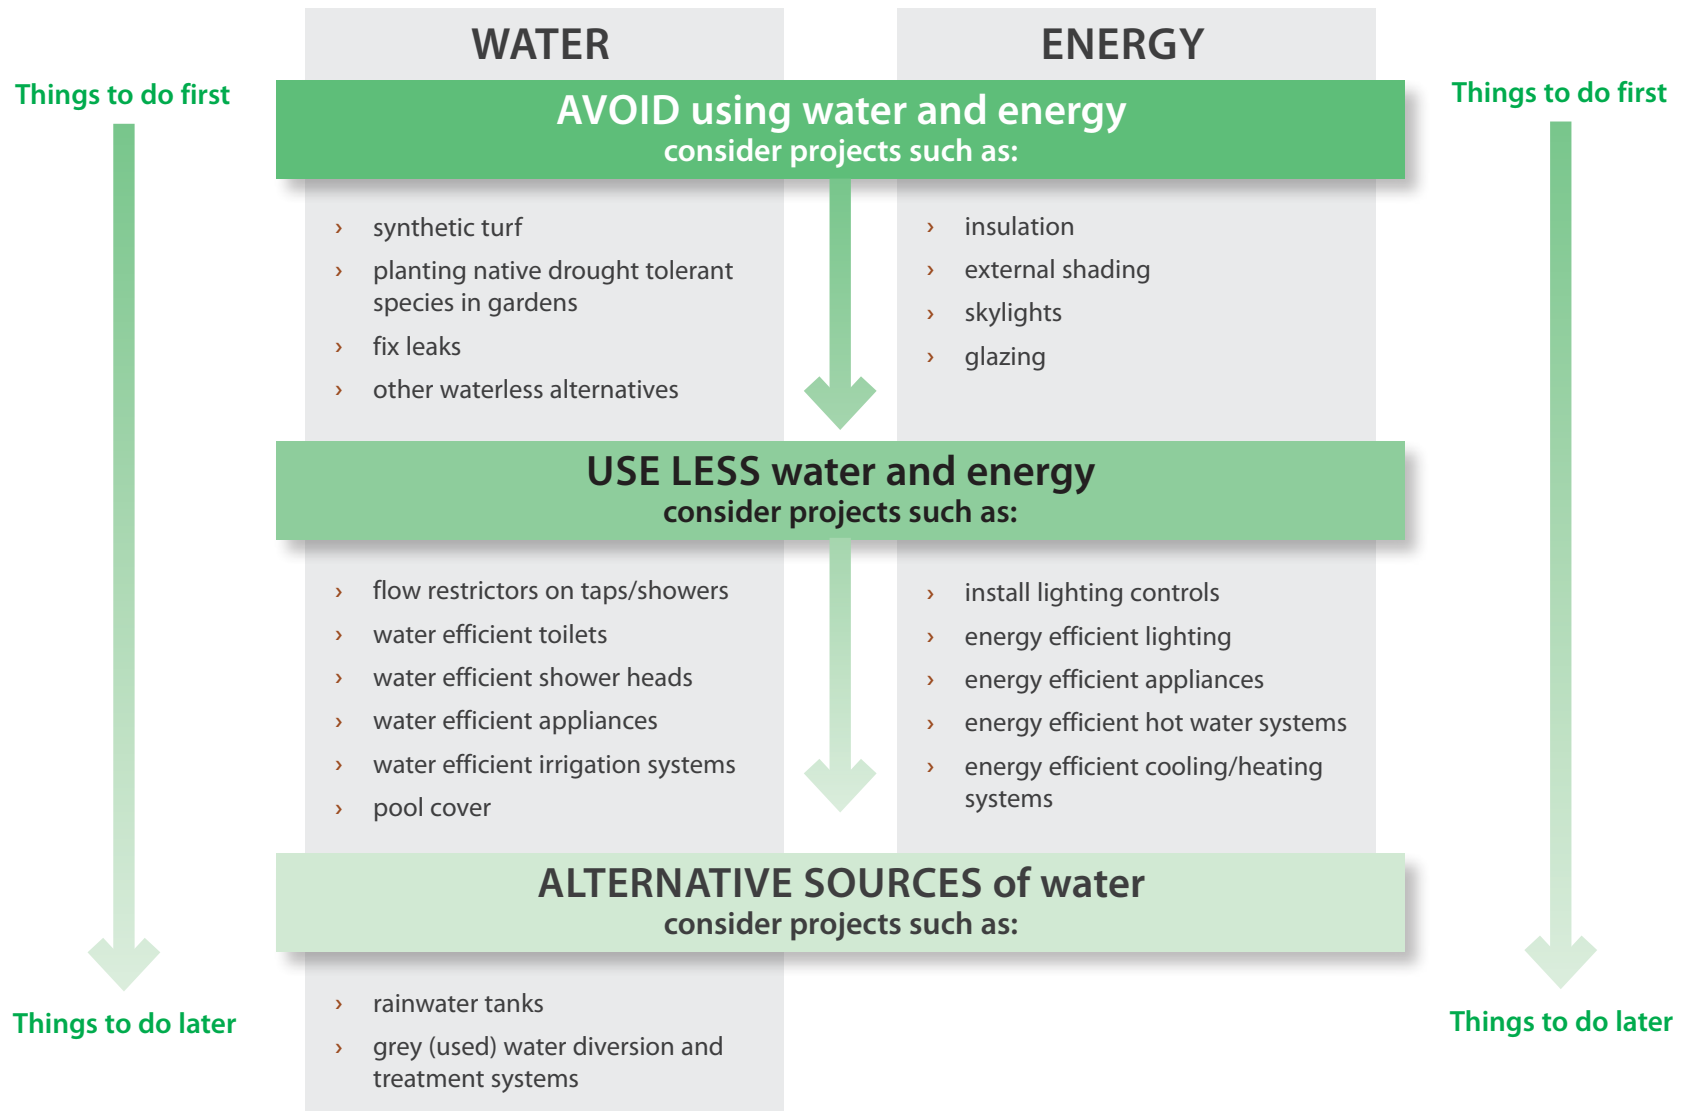 WATER
ENERGY
Things to do first
Things to do first
AVOID using water and energy
consider projects such as:
› synthetic turf
› planting native drought tolerant
species in gardens
› fix leaks
› other waterless alternatives
› insulation
› external shading
› skylights
› glazing
USE LESS water and energy
consider projects such as:
› flow restrictors on taps/showers
› water efficient toilets
› water efficient shower heads
› water efficient appliances
› water efficient irrigation systems
› pool cover
› install lighting controls
› energy efficient lighting
› energy efficient appliances
› energy efficient hot water systems
› energy efficient cooling/heating
systems
ALTERNATIVE SOURCES of water
consider projects such as:
› rainwater tanks
› grey (used) water diversion and
treatment systems
Things to do later
Things to do later